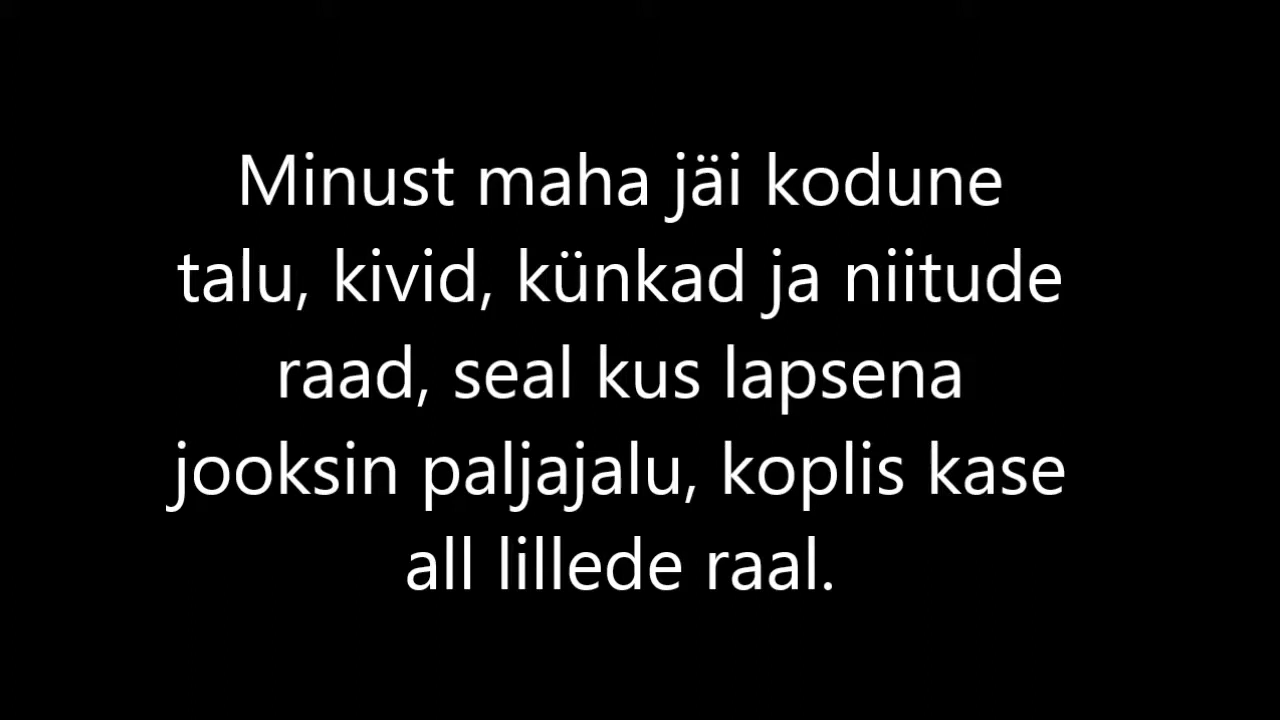 Minust maha jäi kodune
talu, kivid, künkad ja niitude
raad, seal kus lapsena
jooksin paljajalu, koplis kase
all lillede raal.